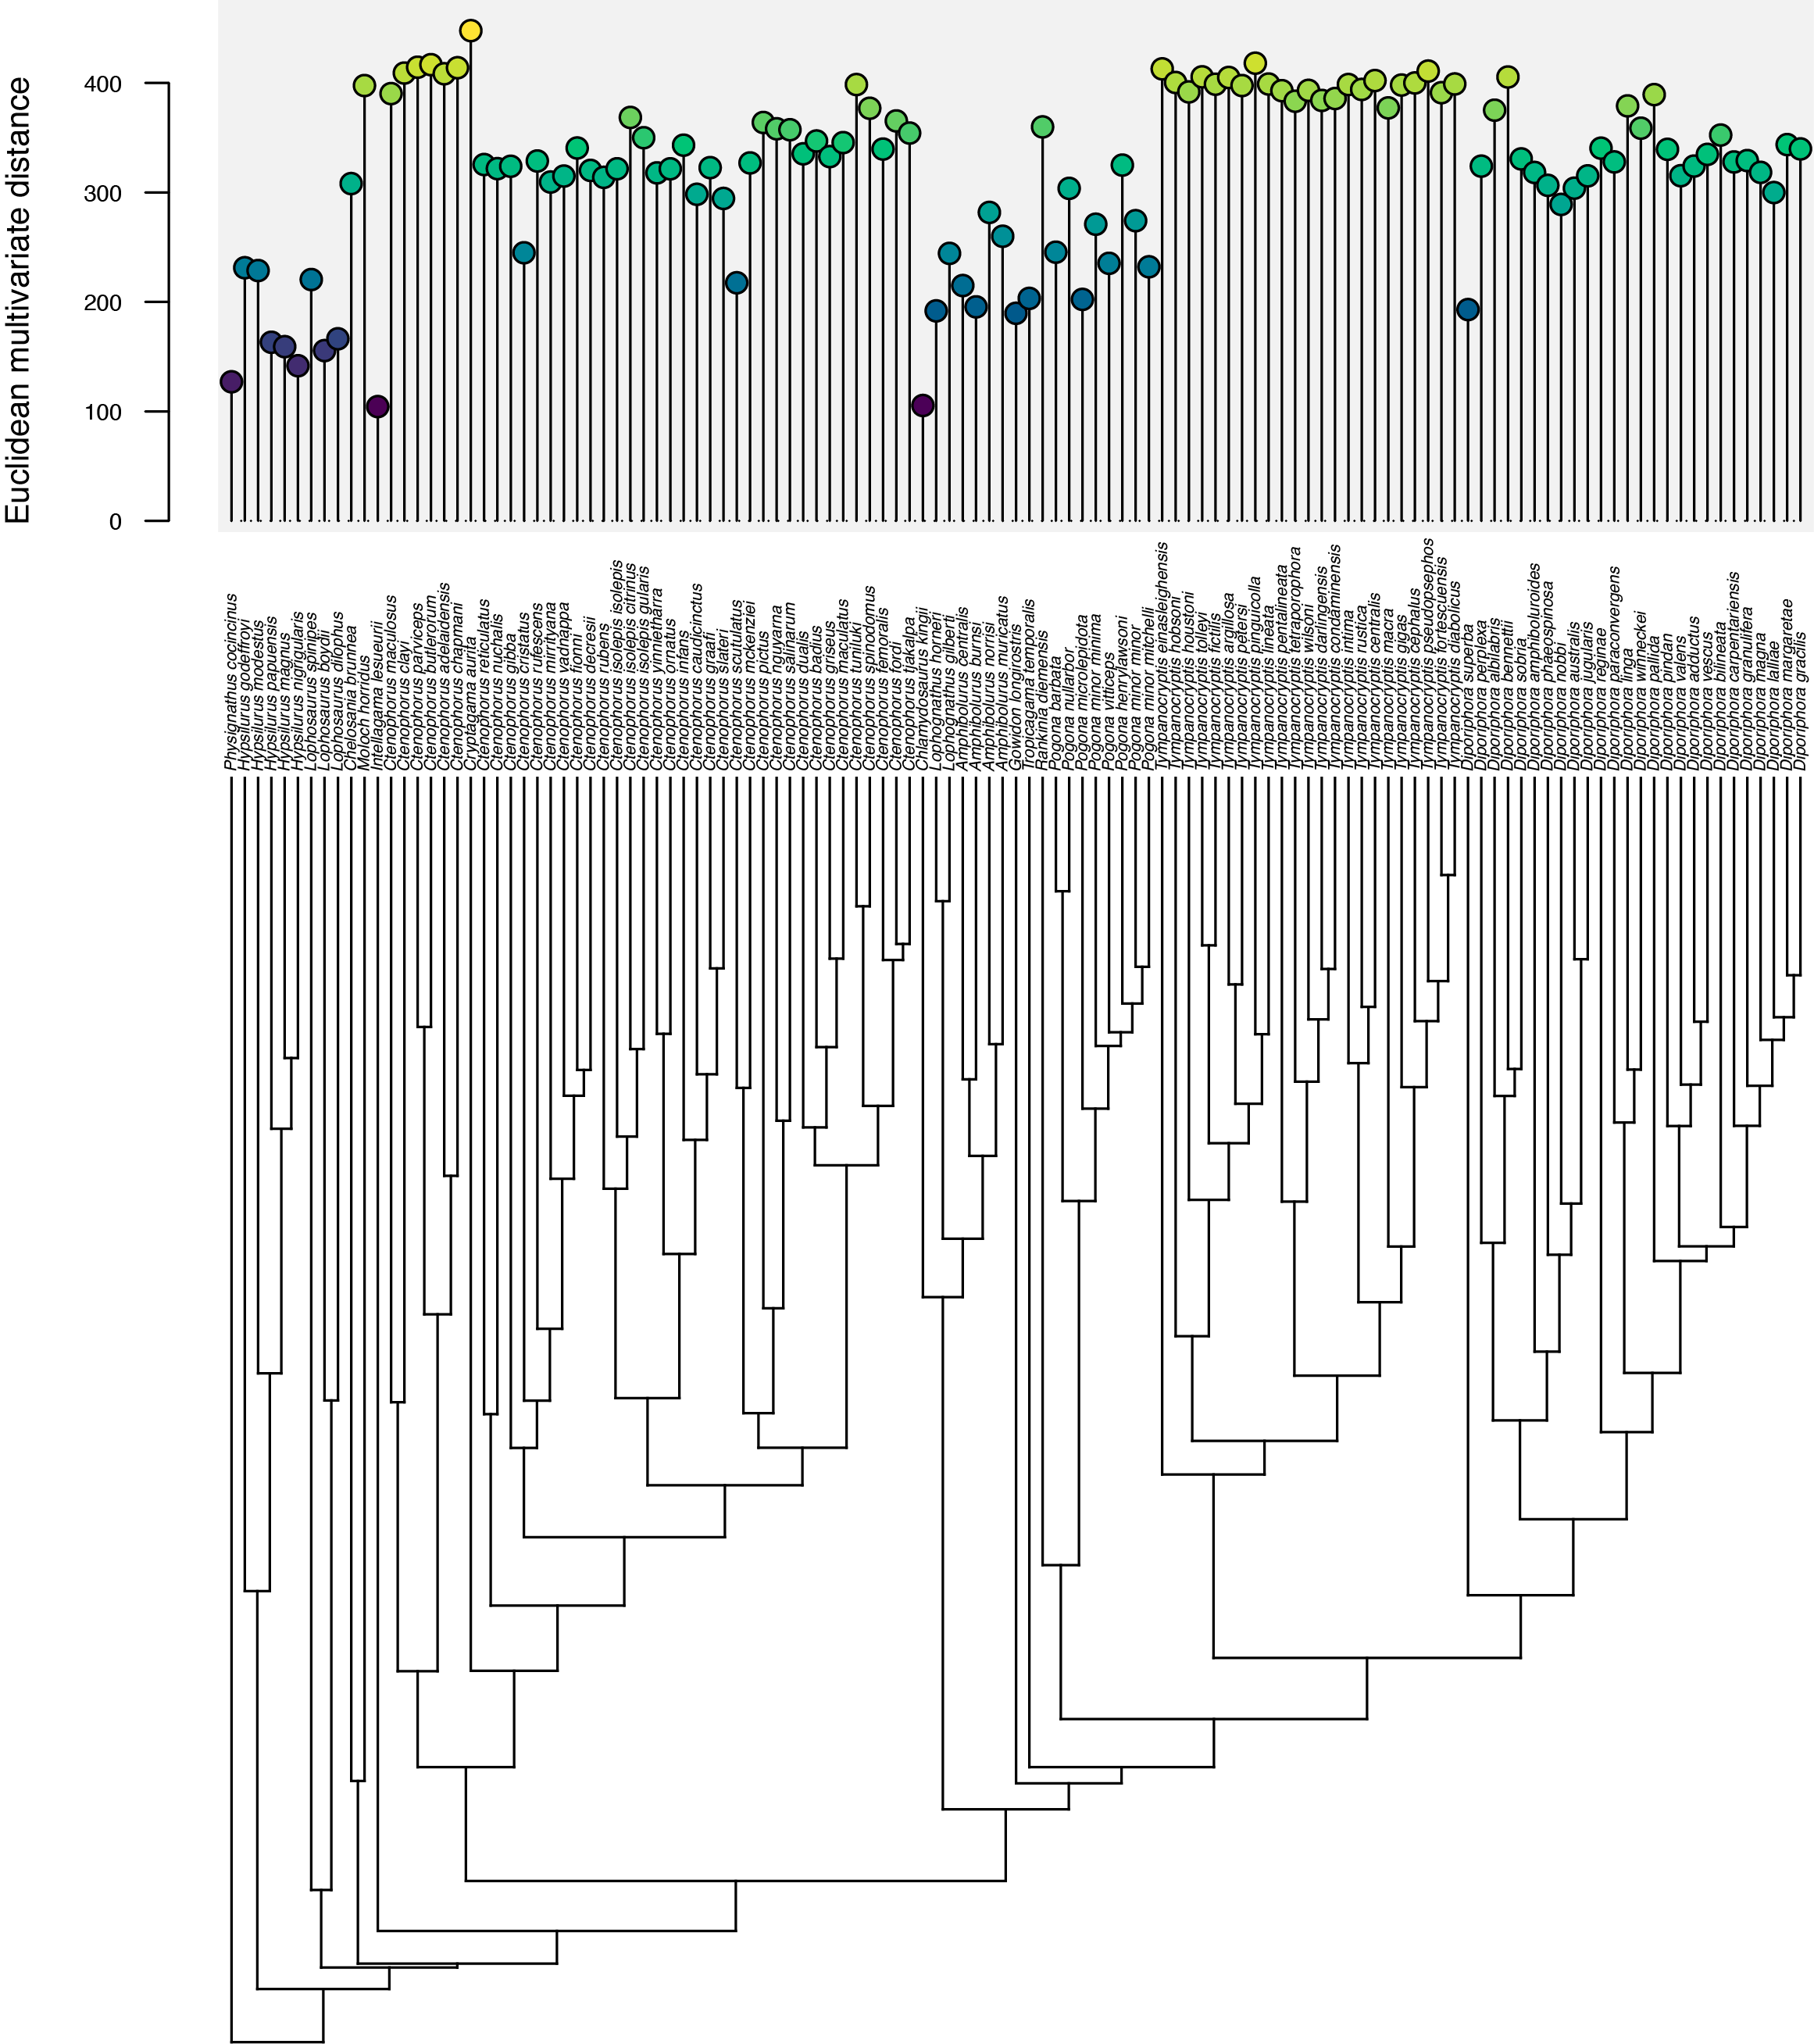 Euclidean multivariate distance
400
300
200
100
0
Physignathus cocincinus
Hypsilurus godeffroyi
Hypsilurus modestus
Hypsilurus papuensis
Hypsilurus magnus
Hypsilurus nigrigularis
Lophosaurus spinipes
Lophosaurus boydii
Lophosaurus dilophus
Chelosania brunnea
Moloch horridus
Intellagama lesueurii
Ctenophorus maculosus
Ctenophorus clayi
Ctenophorus parviceps
Ctenophorus butlerorum
Ctenophorus adelaidensis
Ctenophorus chapmani
Cryptagama aurita
Ctenophorus reticulatus
Ctenophorus nuchalis
Ctenophorus gibba
Ctenophorus cristatus
Ctenophorus rufescens
Ctenophorus mirrityana
Ctenophorus vadnappa
Ctenophorus fionni
Ctenophorus decresii
Ctenophorus rubens
Ctenophorus isolepis isolepis
Ctenophorus isolepis citrinus
Ctenophorus isolepis gularis
Ctenophorus yinnietharra
Ctenophorus ornatus
Ctenophorus infans
Ctenophorus caudicinctus
Ctenophorus graafi
Ctenophorus slateri
Ctenophorus scutulatus
Ctenophorus mckenziei
Ctenophorus pictus
Ctenophorus nguyarna
Ctenophorus salinarum
Ctenophorus dualis
Ctenophorus badius
Ctenophorus griseus
Ctenophorus maculatus
Ctenophorus tuniluki
Ctenophorus spinodomus
Ctenophorus femoralis
Ctenophorus fordi
Ctenophorus tjakalpa
Chlamydosaurus kingii
Lophognathus horneri
Lophognathus gilberti
Amphibolurus centralis
Amphibolurus burnsi
Amphibolurus norrisi
Amphibolurus muricatus
Gowidon longirostris
Tropicagama temporalis
Rankinia diemensis
Pogona barbata
Pogona nullarbor
Pogona microlepidota
Pogona minor minima
Pogona vitticeps
Pogona henrylawsoni
Pogona minor minor
Pogona minor mitchelli
Tympanocryptis petersleighensis
Tympanocryptis hobsoni
Tympanocryptis houstoni
Tympanocryptis tolleyi
Tympanocryptis fictilis
Tympanocryptis argillosa
Tympanocryptis petersi
Tympanocryptis pinguicolla
Tympanocryptis lineata
Tympanocryptis pentalineata
Tympanocryptis tetraporophora
Tympanocryptis wilsoni
Tympanocryptis darlingensis
Tympanocryptis condaminensis
Tympanocryptis intima
Tympanocryptis rustica
Tympanocryptis centralis
Tympanocryptis macra
Tympanocryptis gigas
Tympanocryptis cephalus
Tympanocryptis pseudopsephos
Tympanocryptis fortescuensis
Tympanocryptis diabolicus
Diporiphora superba
Diporiphora perplexa
Diporiphora albilabris
Diporiphora bennettii
Diporiphora sobria
Diporiphora amphiboluroides
Diporiphora phaeospinosa
Diporiphora nobbi
Diporiphora australis
Diporiphora jugularis
Diporiphora reginae
Diporiphora paraconvergens
Diporiphora linga
Diporiphora winneckei
Diporiphora pallida
Diporiphora pindan
Diporiphora valens
Diporiphora adductus
Diporiphora vescus
Diporiphora bilineata
Diporiphora carpentariensis
Diporiphora granulifera
Diporiphora magna
Diporiphora lalliae
Diporiphora margaretae
Diporiphora gracilis